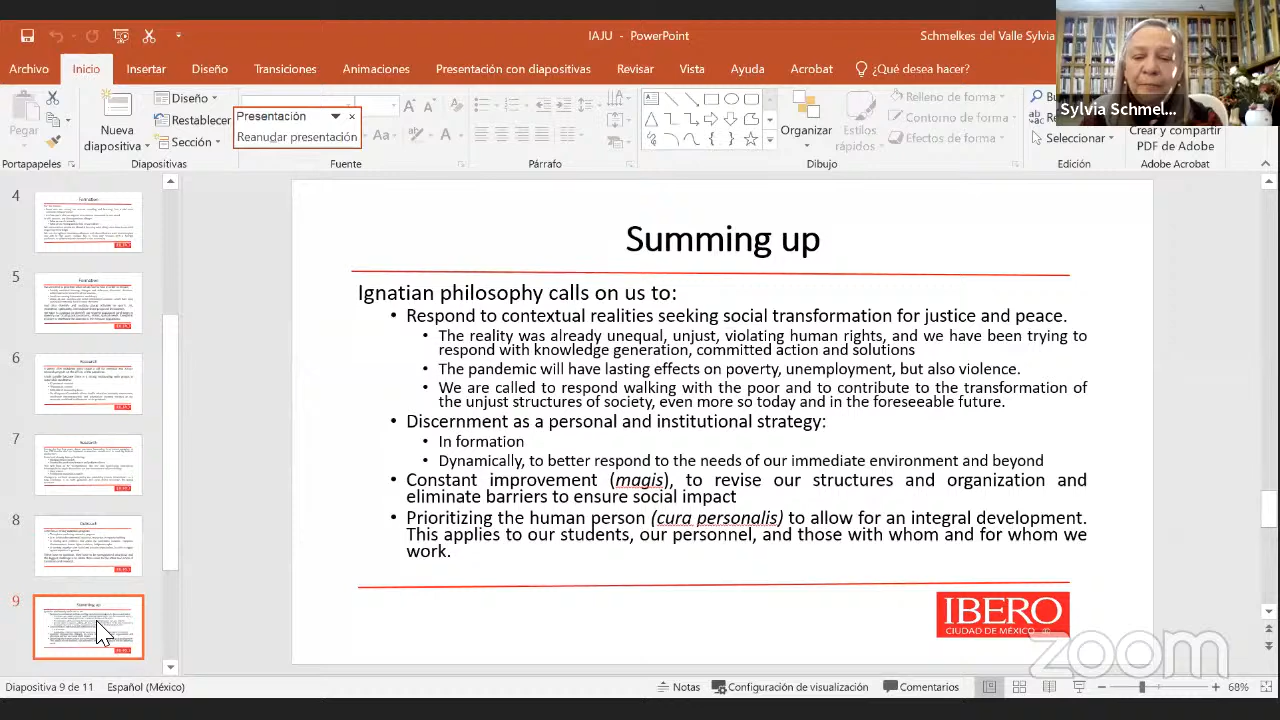 IAJU - PowerPoint
Schmelkes del Valle Sylvia
Archivo Inicio Insertar Diseño Transiciones Animaciones Presentación con diapositivas Revisar Vista Ayuda Acrobat ¿Qué desea hacer?
Sylvia Schmel...
Pegar
Portapapeles
Nueva
diapositiva
Diseño
Restablecer
Sección
Diapositivas
Presentación
Reanudar presentación
Fuente
Párrafo
Organizar
Estilos
rápidos
Relleno de forma
Contorno de forma
Efectos de forma
Dibujo
Seleccionar
Edición
Crear y compartir
PDF de Adobe
Adobe Acrobat
4
5
6
7
8
9
Summing up
Ignatian philosophy calls on us to:
• Respond to contextual realities seeking social transformation for justice and peace.
• The reality was already unequal, unjust, violating human rights, and we have been trying to
respond with knowledge generation, committed action and solutions
• The pandemic will have lasting effects on poverty, unemployment, but also violence.
• We are called to respond walking with the poor and to contribute to the transformation of
the unjust structures of society, even more so today and in the foreseeable future.
• Discernment as a personal and institutional strategy:
• In formation
• Dynamically, to better respond to the needs of our immediate environment and beyond
• Constant improvement (magis), to revise our structures and organization and
eliminate barriers to ensure social impact
• Prioritizing the human person (cura personalis) to allow for an integral development.
This applies to our students, our personnel, all those with whom and for whom we
work.
IBERO
CIUDAD DE MÉXICO
zoom
Diapositiva 9 de 11 Español (México) Notas Configuración de visualización Comentarios 68%